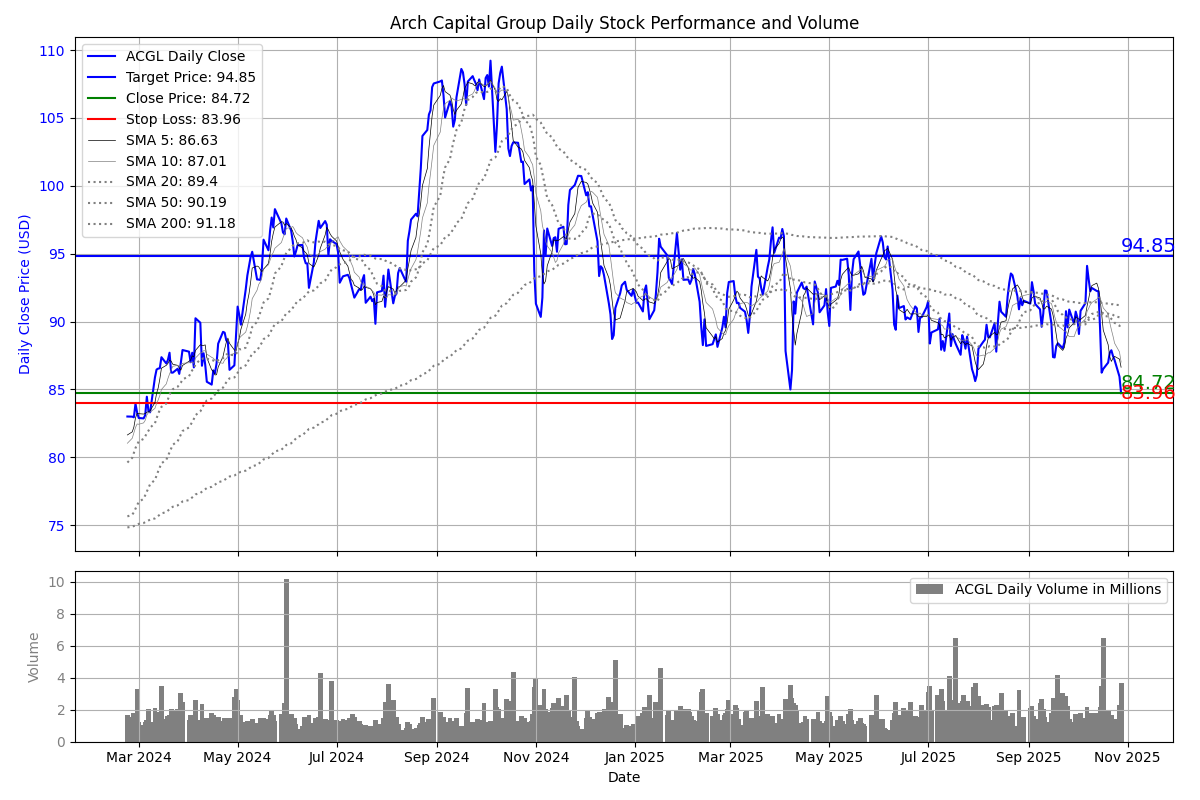 Arch Capital Group Daily Stock Performance and Volume
Daily Close Price (USD)
110
105
100
95
90
85
80
75
ACGL Daily Close
Target Price: 94.85
Close Price: 84.72
Stop Loss: 83.96
SMA 5: 86.63
SMA 10: 87.01
SMA 20: 89.4
SMA 50: 90.19
SMA 200: 91.18
94.85
84.72
83.96
Volume
10
8
6
4
2
0
ACGL Daily Volume in Millions
Mar 2024 May 2024 Jul 2024 Sep 2024 Nov 2024 Jan 2025 Mar 2025 May 2025 Jul 2025 Sep 2025 Nov 2025
Date